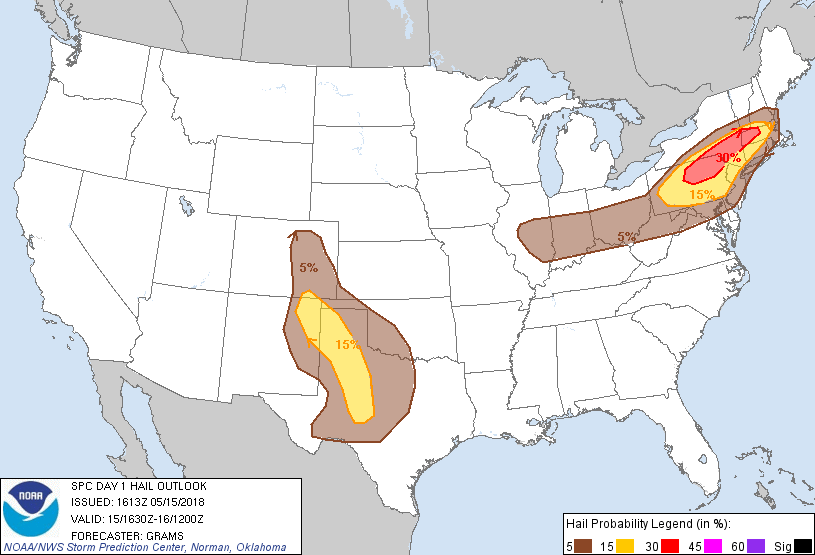 30%
15%
5%
5%
15%
NOAA
SPC DAY 1 HAIL OUTLOOK
ISSUED: 1613Z 05/15/2018
VALID: 15/1630Z-16/1200Z
FORECASTER: GRAMS
NOAA/NWS Storm Prediction Center, Norman, Oklahoma
Hail Probability Legend (in %):
5 15 30 45 60 Sig